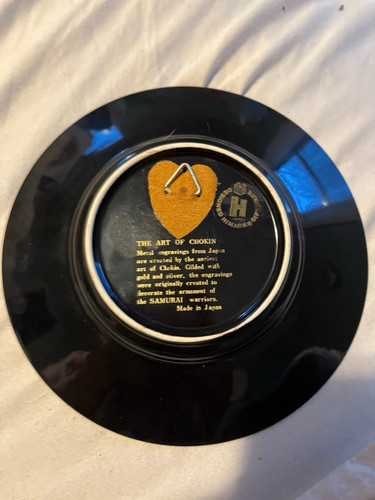 THE ART OF CHOKIN
Metal engravings from Japan
are created by the ancient
art of Chokin. Gilded with
gold and silver, the engravings
were originally created to
decorate the armament of
the SAMURAI warriors.
Made in Japan
H